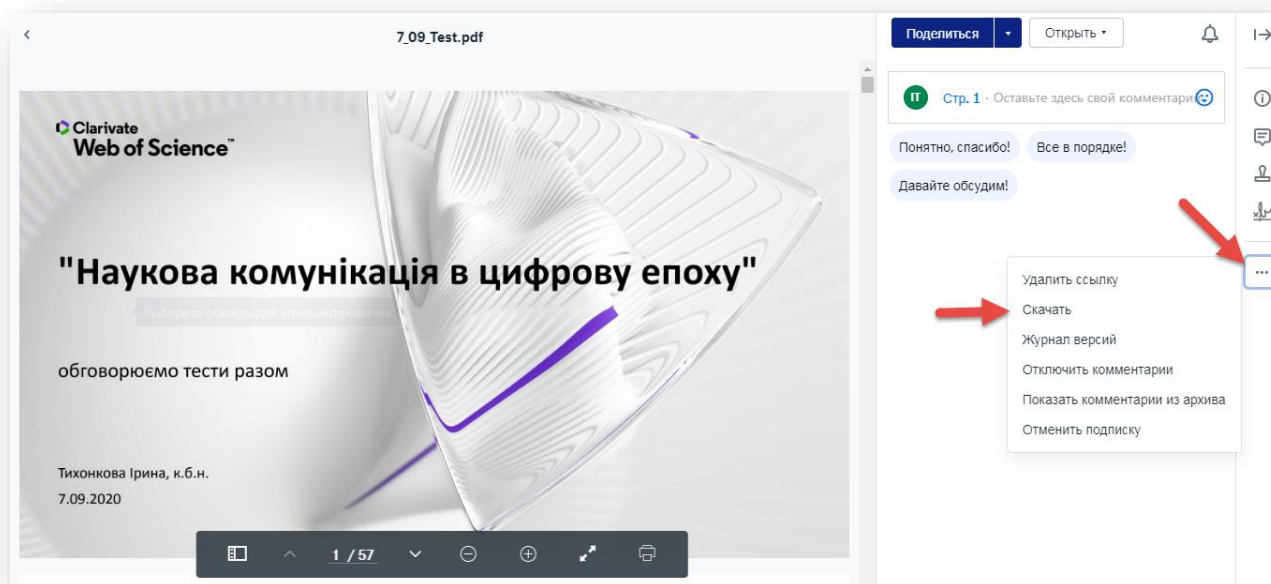 7_09_Test.pdf
Поделиться
Открыть
Clarivate
Web of Science™
"Наукова комунікація в цифрову епоху"
Выберите область для комментирования
обговорюємо тести разом
Тихонкова Ірина, к.б.н.
7.09.2020
1 / 57
ІТ
Стр. 1 · Оставьте здесь свой комментарий
Понятно, спасибо!
Все в порядке!
Давайте обсудим!
Удалить ссылку
Скачать
Журнал версий
Отключить комментарии
Показать комментарии из архива
Отменить подписку